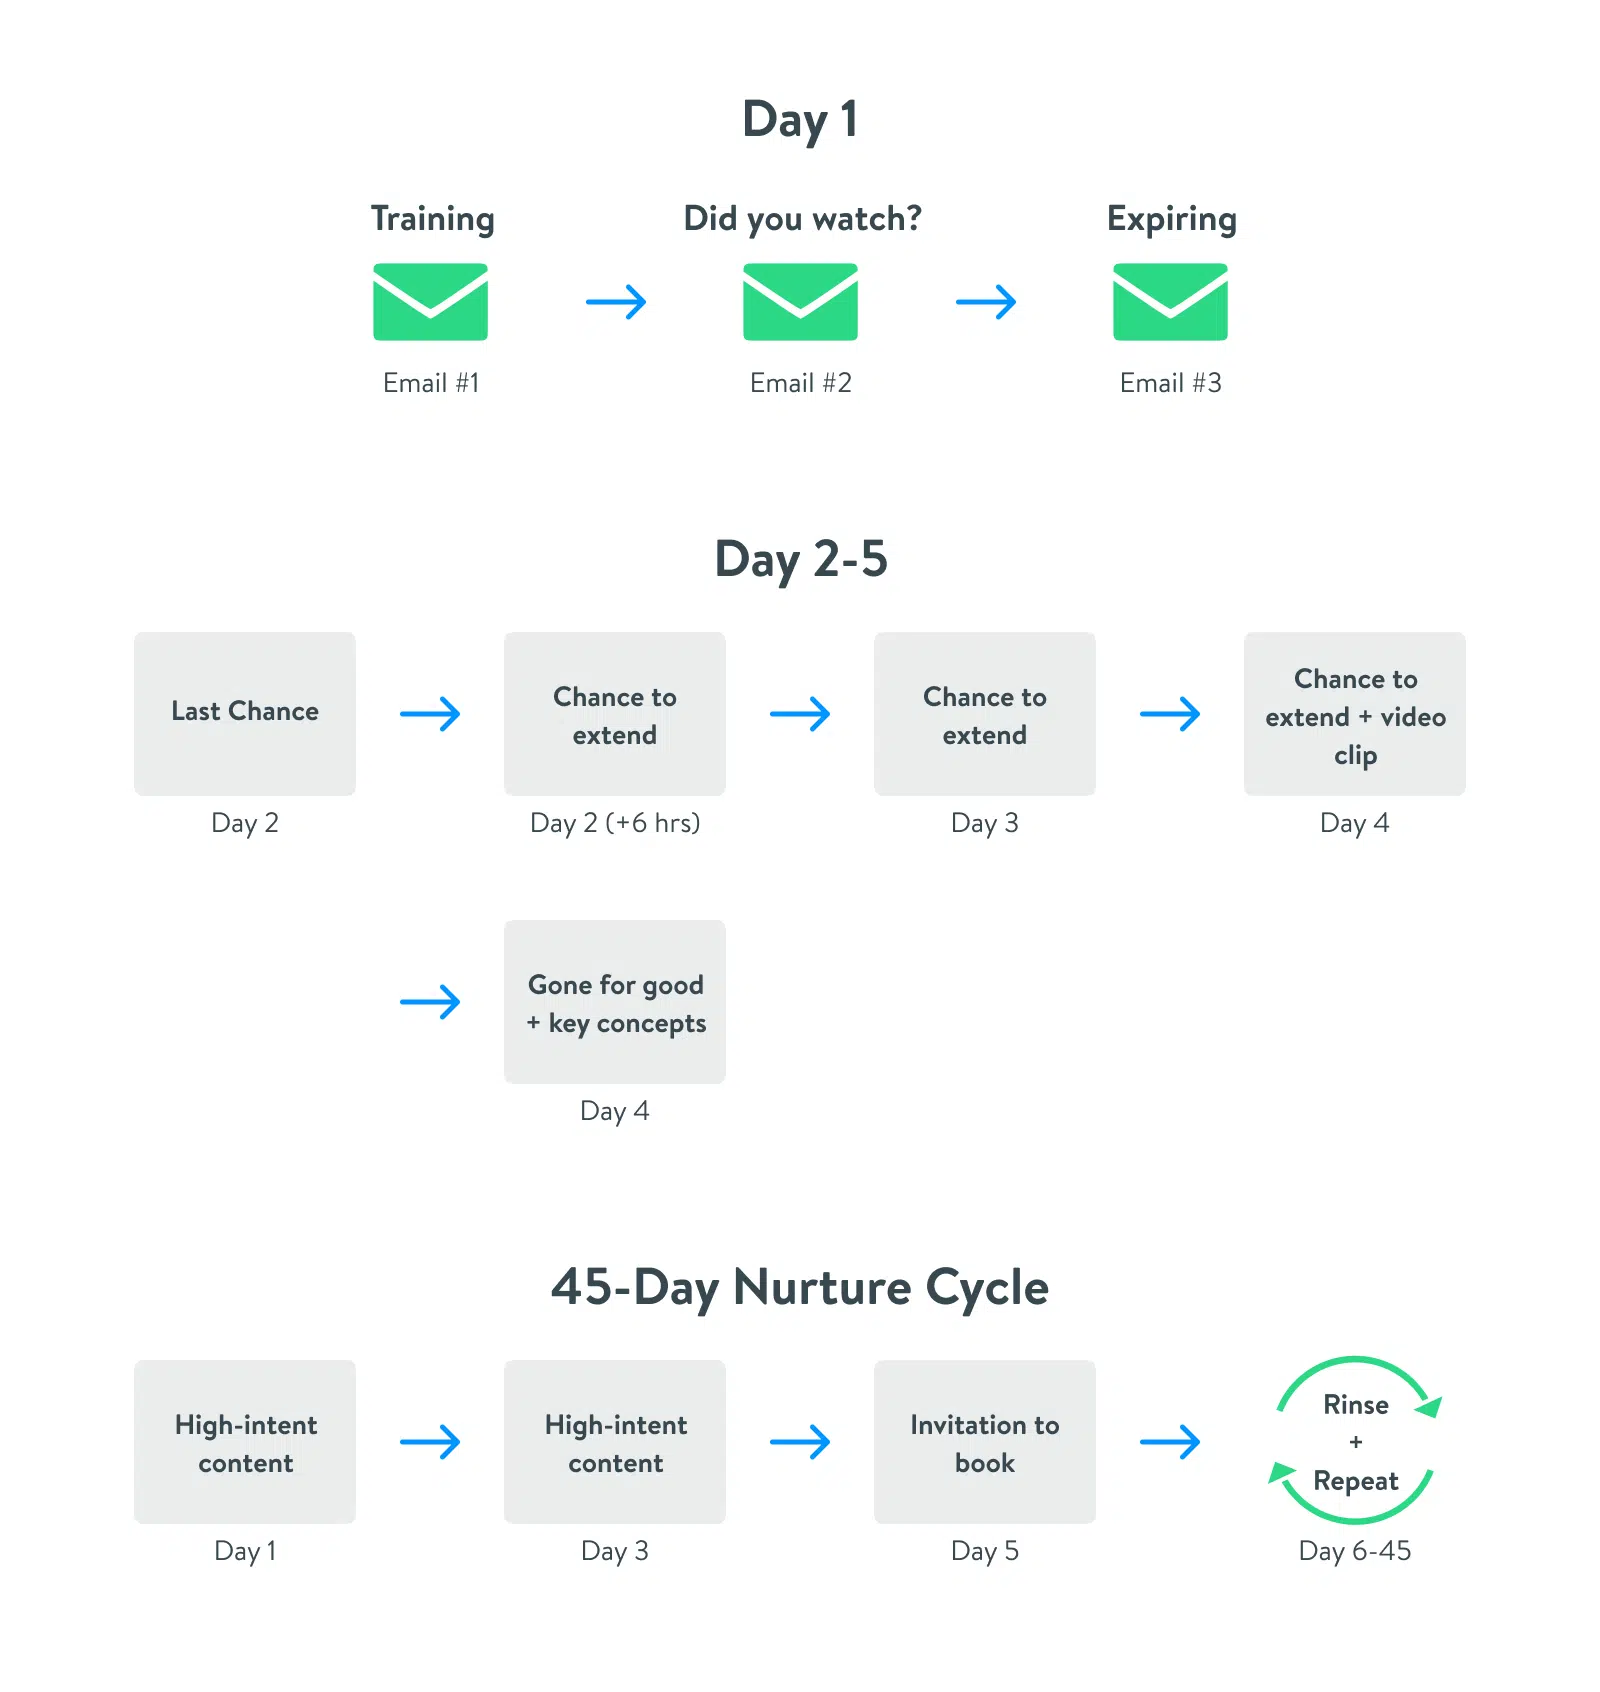 Day 1
Training
Did you watch?
Expiring
Email #1
Email #2
Email #3
Day 2-5
Last Chance
Chance to
extend
Chance to
extend
Chance to
extend + video
clip
Day 2
Day 2 (+6 hrs)
Day 3
Day 4
Gone for good
+ key concepts
Day 4
45-Day Nurture Cycle
High-intent
content
High-intent
content
Invitation to
book
Rinse
+
Repeat
Day 1
Day 3
Day 5
Day 6-45